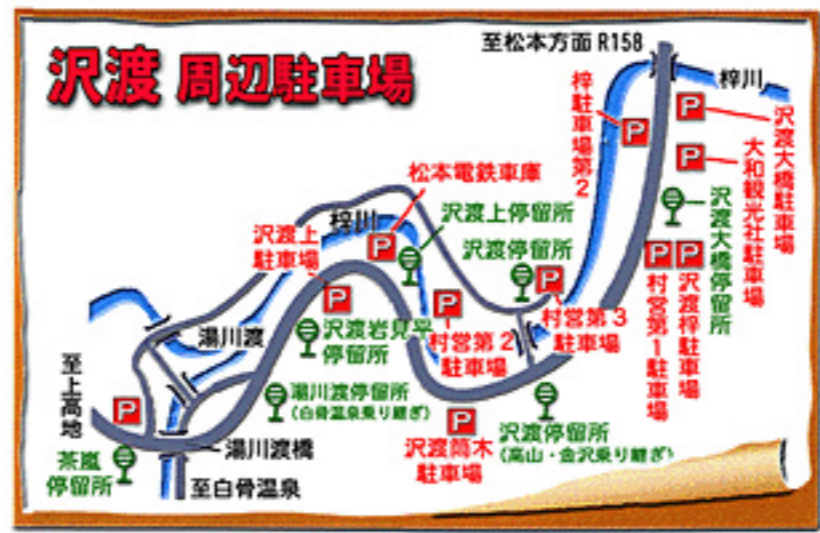 沢渡 周辺駐車場
至松本方面 R158
梓川
沢渡大橋駐車場
大和観光社駐車場
沢渡大橋停留所
梓駐車場第2
松本電鉄車庫
梓川
沢渡上停留所
沢渡上
駐車場
沢渡停留所
村営第3
駐車場
村営第1駐車場
沢渡梓駐車場
村営第2
駐車場
沢渡岩見平
停留所
湯川渡
湯川渡停留所
(白骨温泉乗り継ぎ)
至上高地
沢渡停留所
(高山・金沢乗り継ぎ)
沢渡筒木
駐車場
湯川渡橋
茶嵐
停留所
至白骨温泉
P
P
P
P
P
P
P
P
P
P
P